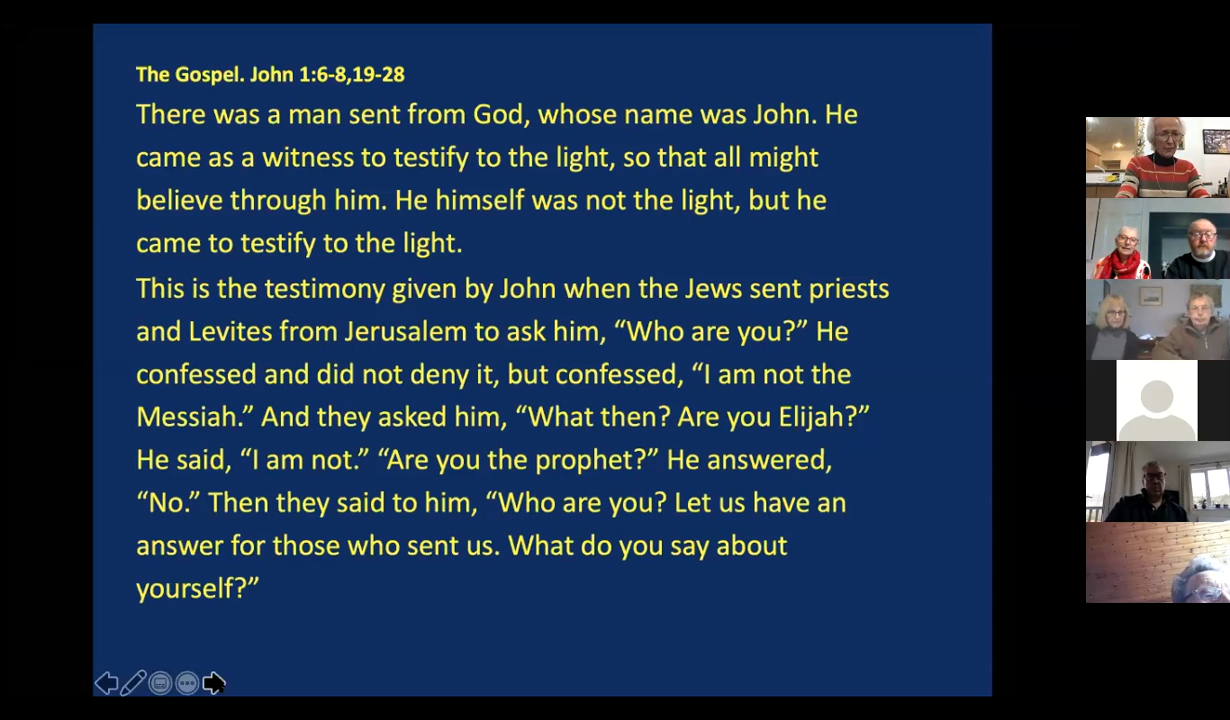 The Gospel. John 1:6-8,19-28
There was a man sent from God, whose name was John. He
came as a witness to testify to the light, so that all might
believe through him. He himself was not the light, but he
came to testify to the light.
This is the testimony given by John when the Jews sent priests
and Levites from Jerusalem to ask him, “Who are you?” He
confessed and did not deny it, but confessed, “I am not the
Messiah.” And they asked him, “What then? Are you Elijah?”
He said, “I am not.” “Are you the prophet?” He answered,
“No.” Then they said to him, “Who are you? Let us have an
answer for those who sent us. What do you say about
yourself?”